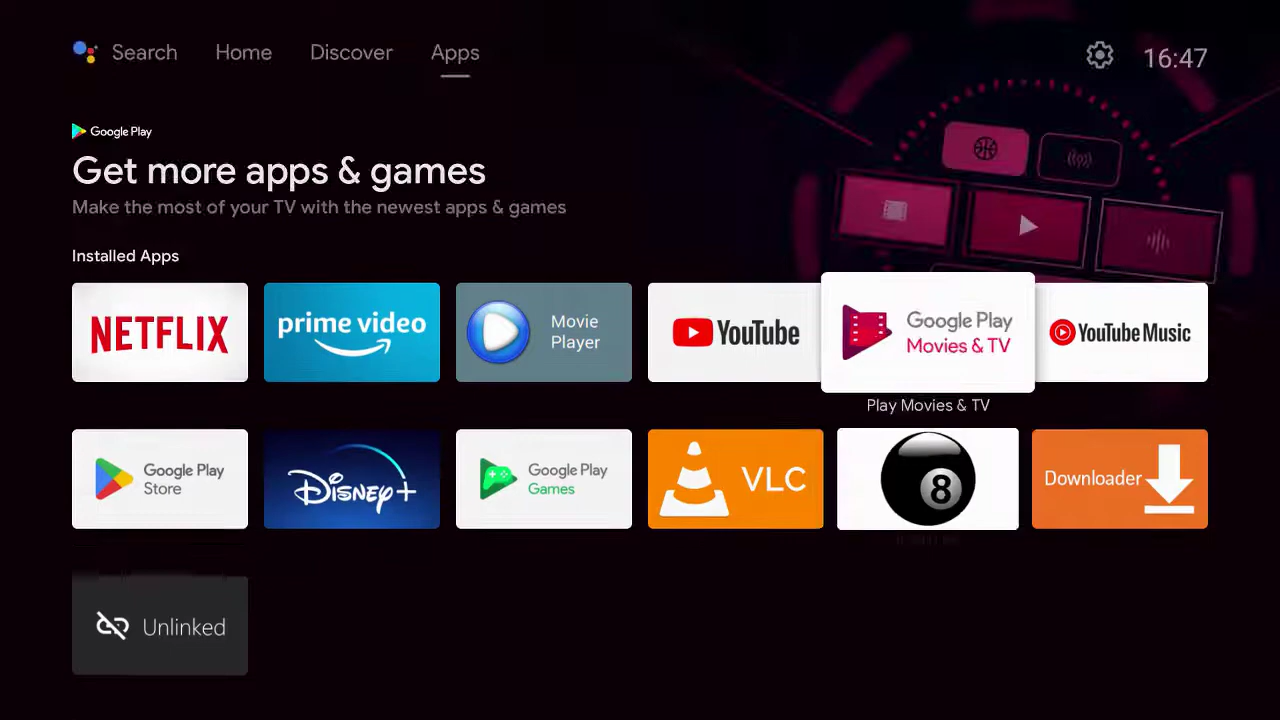 Search Home Discover Apps
16:47
Google Play
Get more apps & games
Make the most of your TV with the newest apps & games
Installed Apps
NETFLIX
prime video
Movie
Player
YouTube
Google Play
Movies & TV
YouTube Music
Play Movies & TV
Google Play
Store
Disney+
Google Play
Games
VLC
8
Downloader
Unlinked